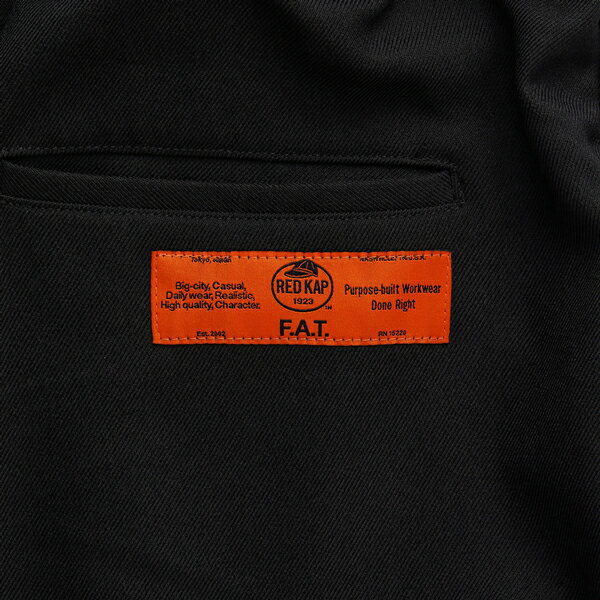 Tokyo, Japan
Big-city, Casual,
Daily wear, Realistic,
High quality, Character.
Est. 2002
RED KAP
1923
TM
F.A.T.
Purpose-built Workwear
Done Right
RN 15228